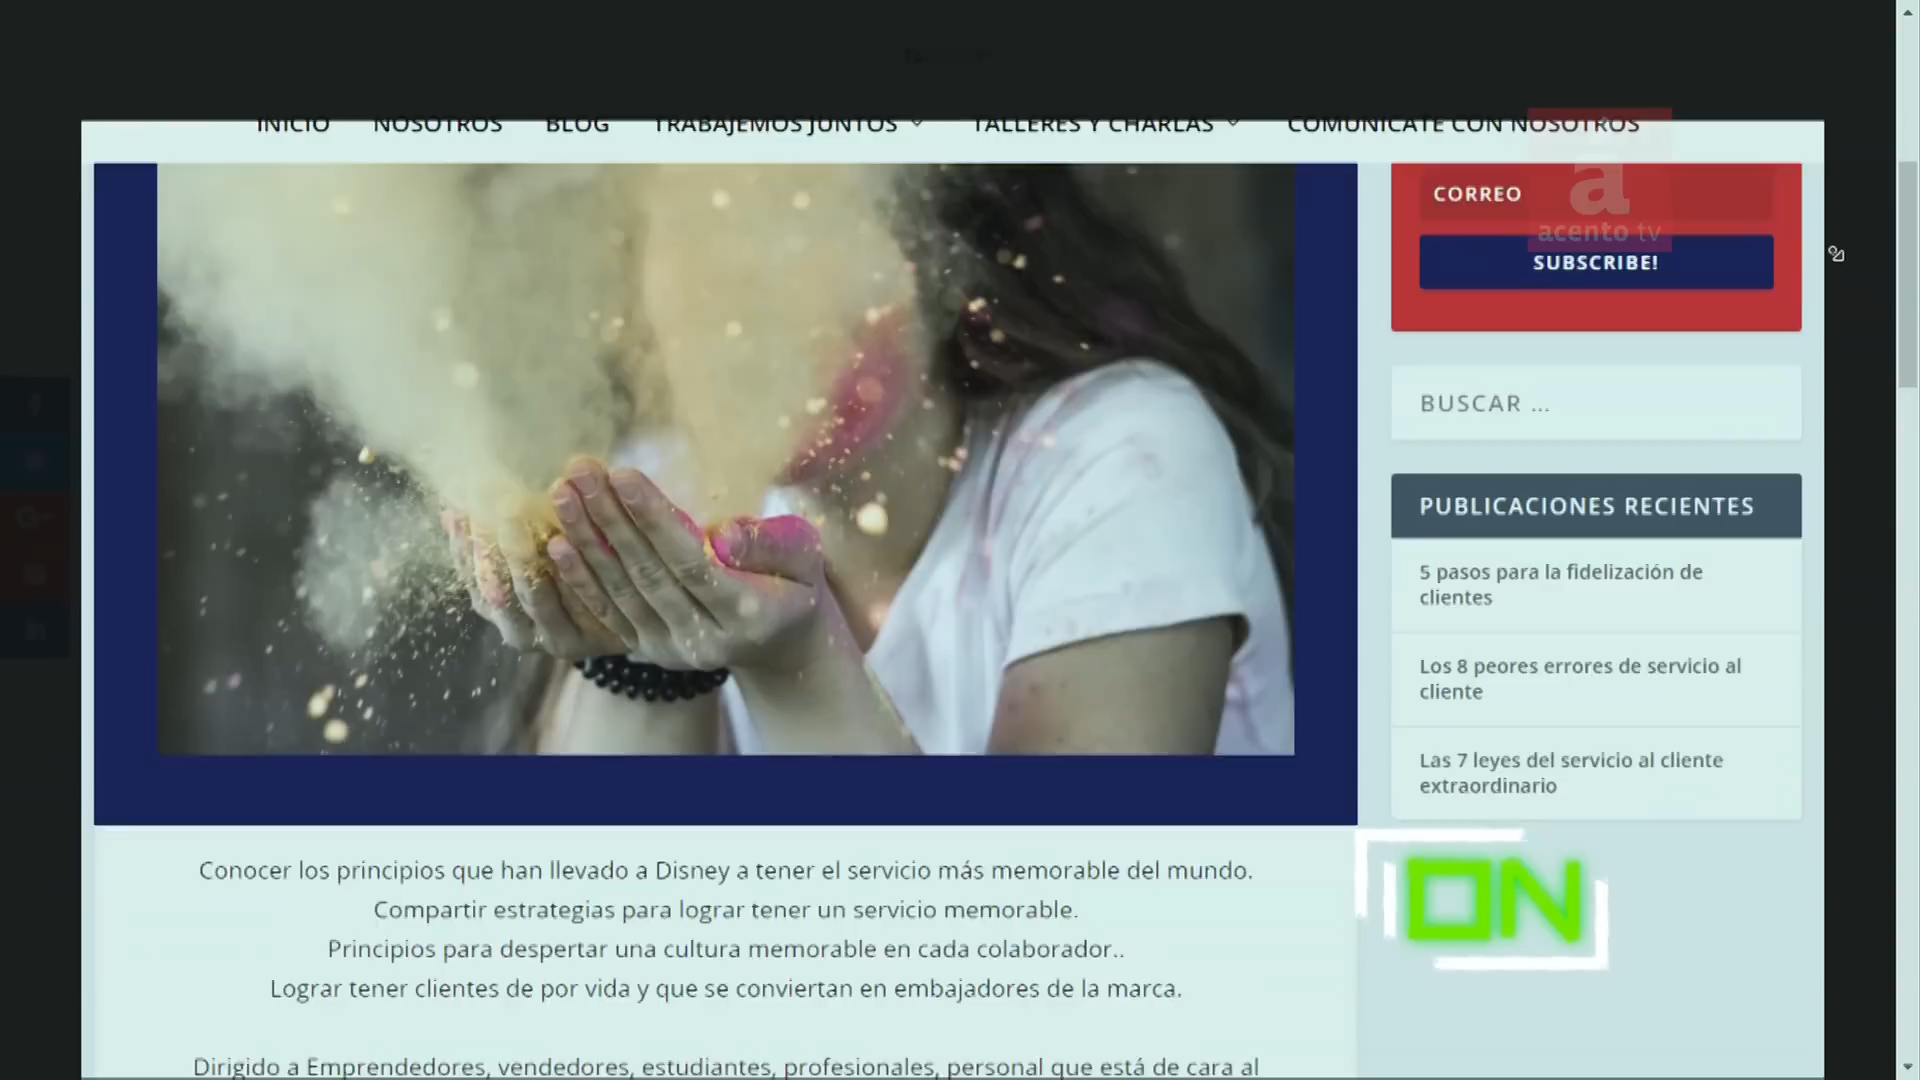 INICIO NOSOTROS BLOG TRABAJEMOS JUNTOS TALLERES Y CHARLAS COMUNICATE CON NOSOTROS
CORREO
a
acento tv
SUBSCRIBE!
BUSCAR ...
PUBLICACIONES RECIENTES
5 pasos para la fidelización de
clientes
Los 8 peores errores de servicio al
cliente
Las 7 leyes del servicio al cliente
extraordinario
Conocer los principios que han llevado a Disney a tener el servicio más memorable del mundo.
Compartir estrategias para lograr tener un servicio memorable.
Principios para despertar una cultura memorable en cada colaborador..
Lograr tener clientes de por vida y que se conviertan en embajadores de la marca.
Dirigido a Emprendedores, vendedores, estudiantes, profesionales, personal que está de cara al
ON
G+
in